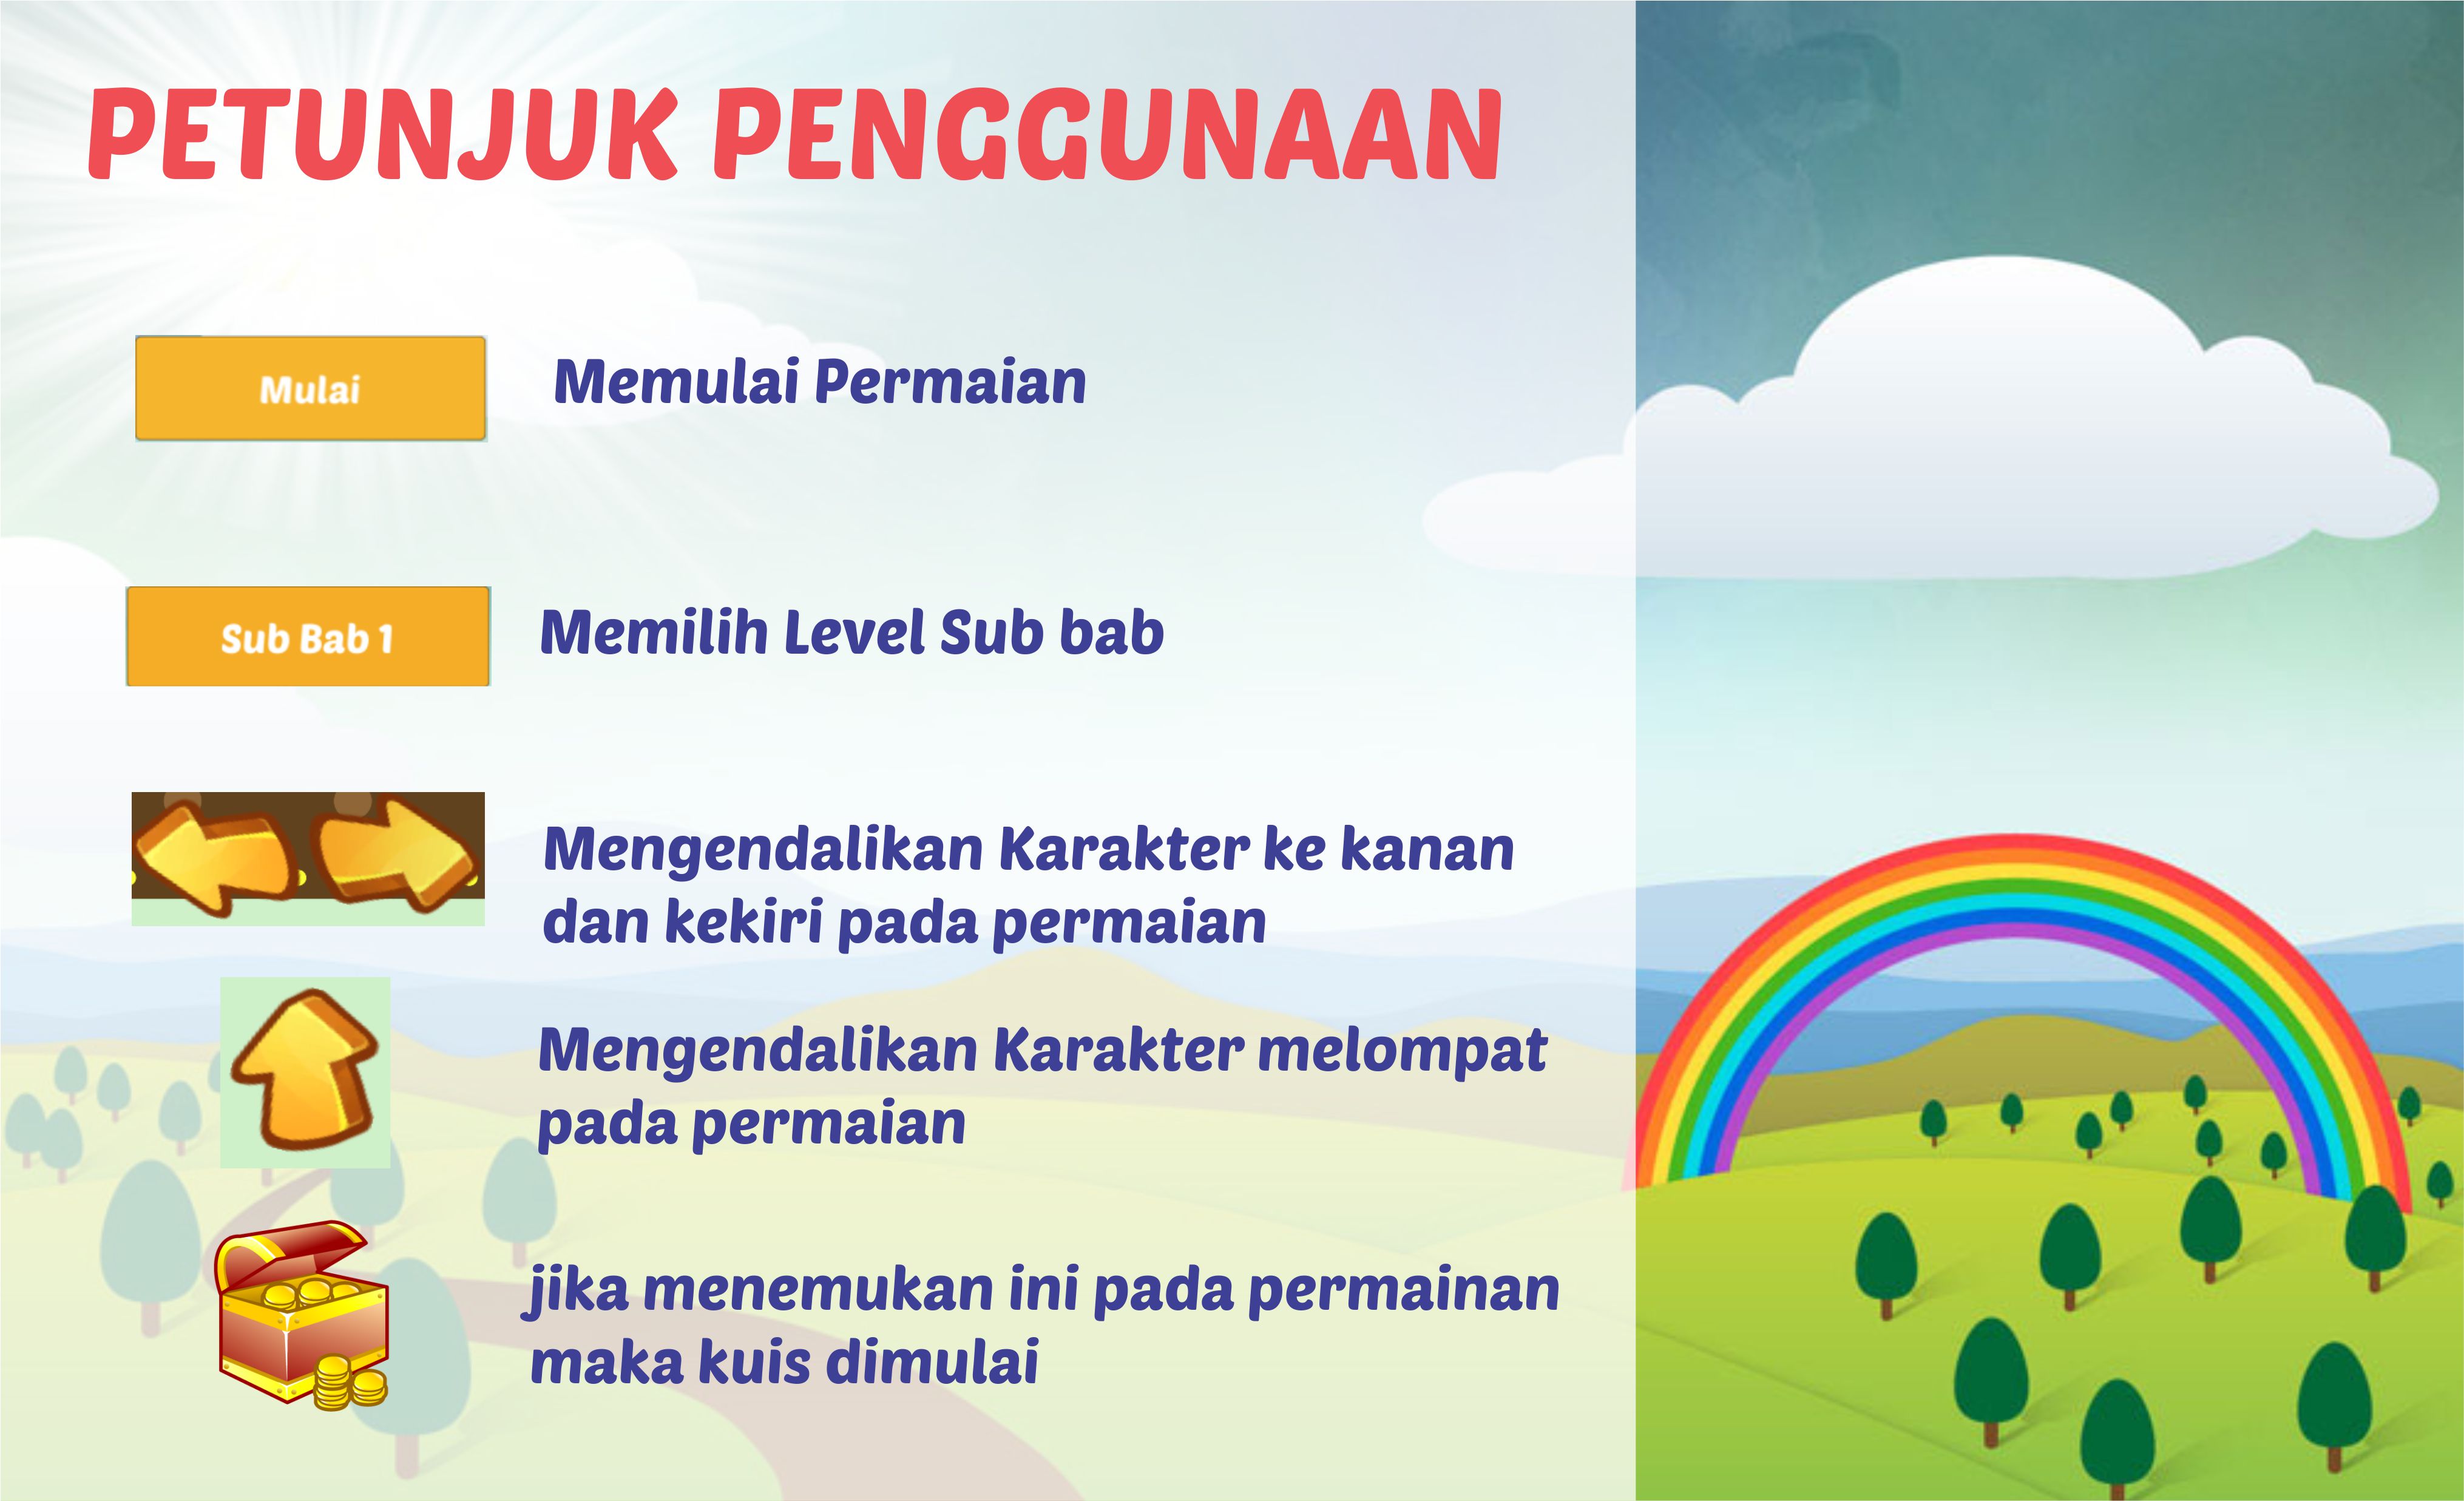 PETUNJUK PENGGUNAAN
Mulai
Memulai Permaian
Sub Bab 1
Memilih Level Sub bab
Mengendalikan Karakter ke kanan
dan kekiri pada permaian
Mengendalikan Karakter melompat
pada permaian
jika menemukan ini pada permainan
maka kuis dimulai